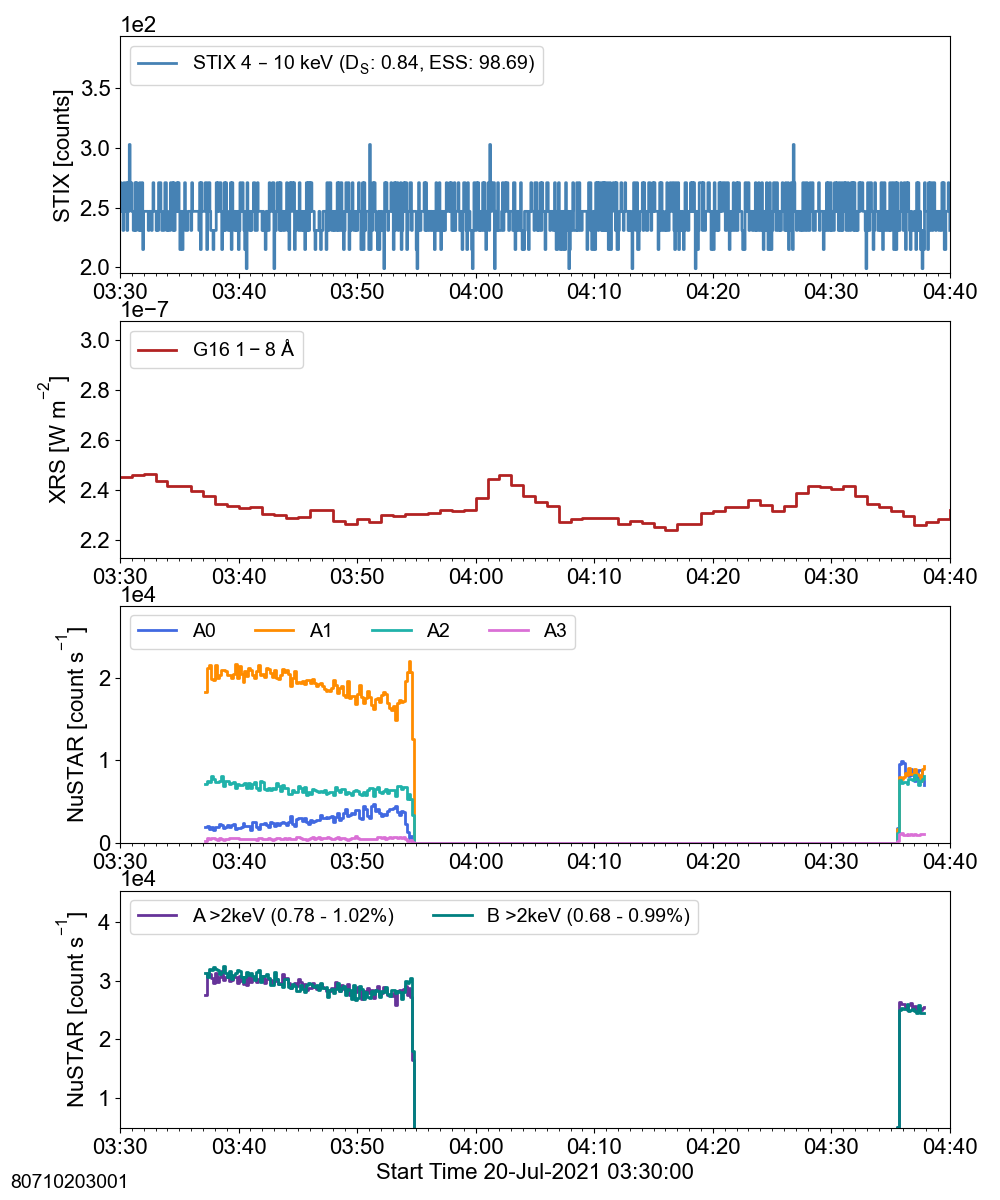 1e2
STIX 4 – 10 keV (DS: 0.84, ESS: 98.69)
STIX [counts]
3.5
3.0
2.5
2.0
03:30 03:40 03:50 04:00 04:10 04:20 04:30 04:40
1e−7
G16 1 – 8 Å
XRS [W m−2]
3.0
2.8
2.6
2.4
2.2
03:30 03:40 03:50 04:00 04:10 04:20 04:30 04:40
1e4
A0 A1 A2 A3
NuSTAR [count s−1]
2
1
0
03:30 03:40 03:50 04:00 04:10 04:20 04:30 04:40
1e4
A >2keV (0.78 - 1.02%) B >2keV (0.68 - 0.99%)
NuSTAR [count s−1]
4
3
2
1
03:30 03:40 03:50 04:00 04:10 04:20 04:30 04:40
Start Time 20-Jul-2021 03:30:00
80710203001